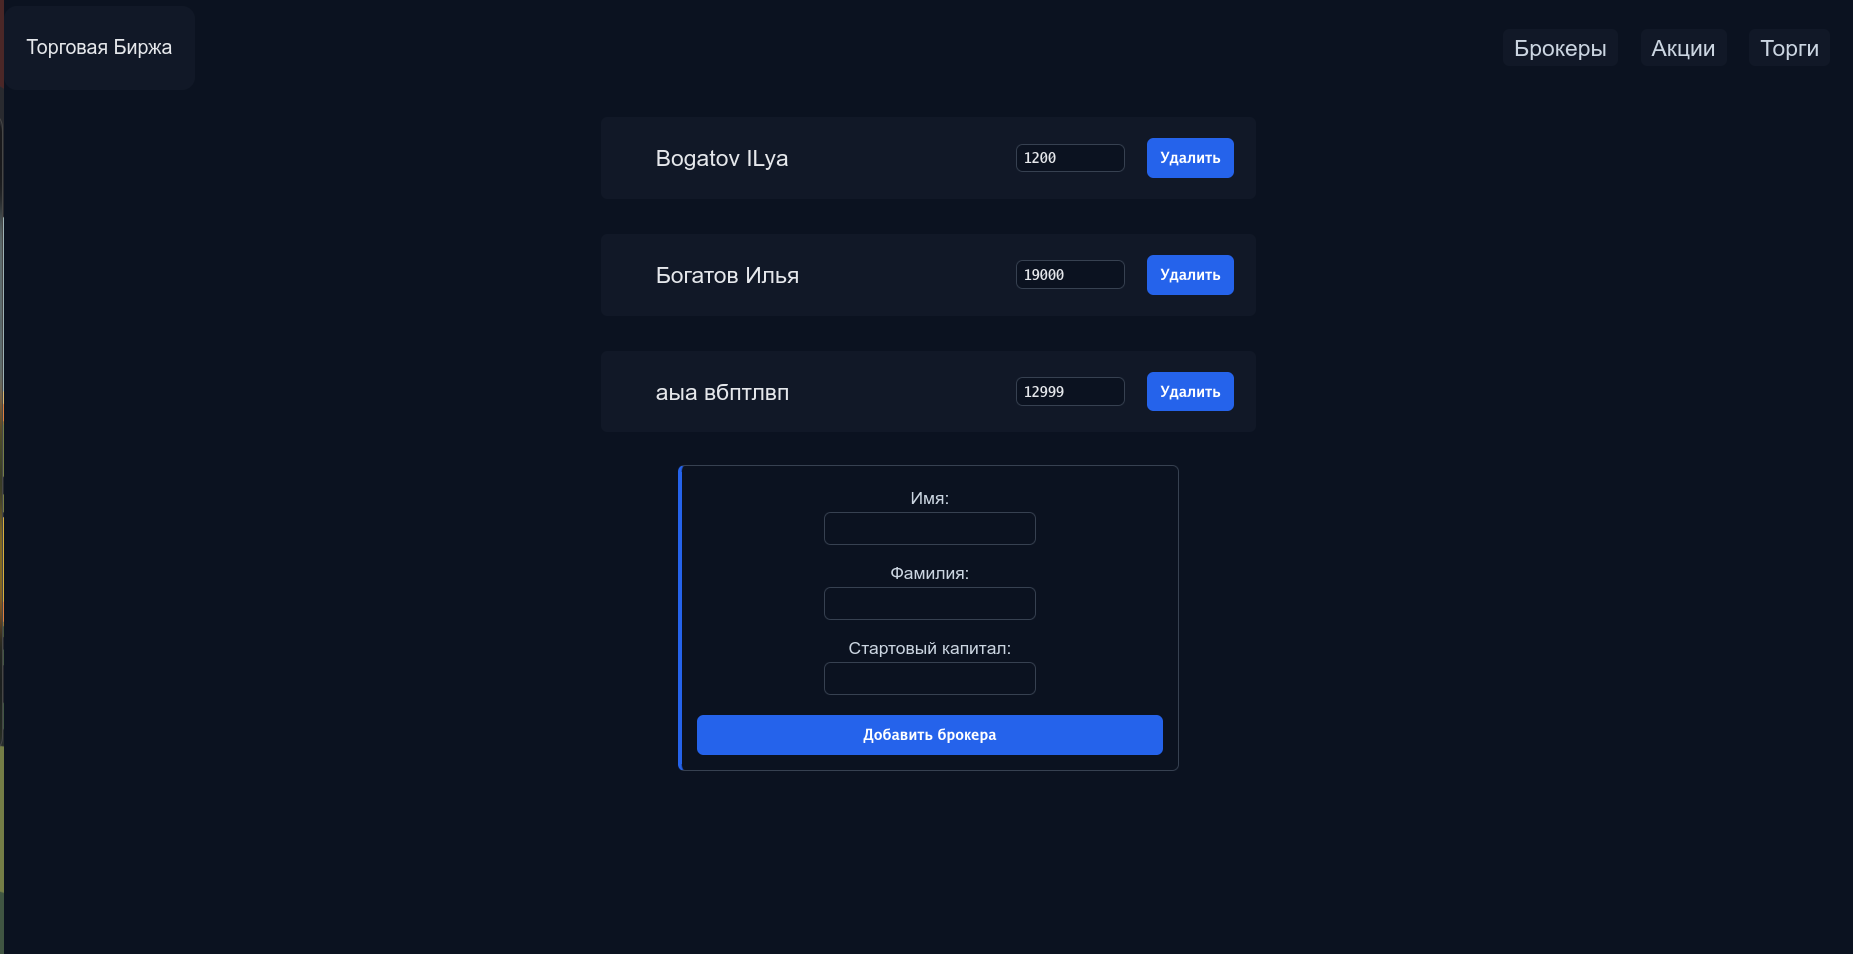 Торговая Биржа
Брокеры Акции Торги
Bogatov ILya 1200 Удалить
Богатов Илья 19000 Удалить
аыа вбптлвп 12999 Удалить
Имя:
Фамилия:
Стартовый капитал:
Добавить брокера